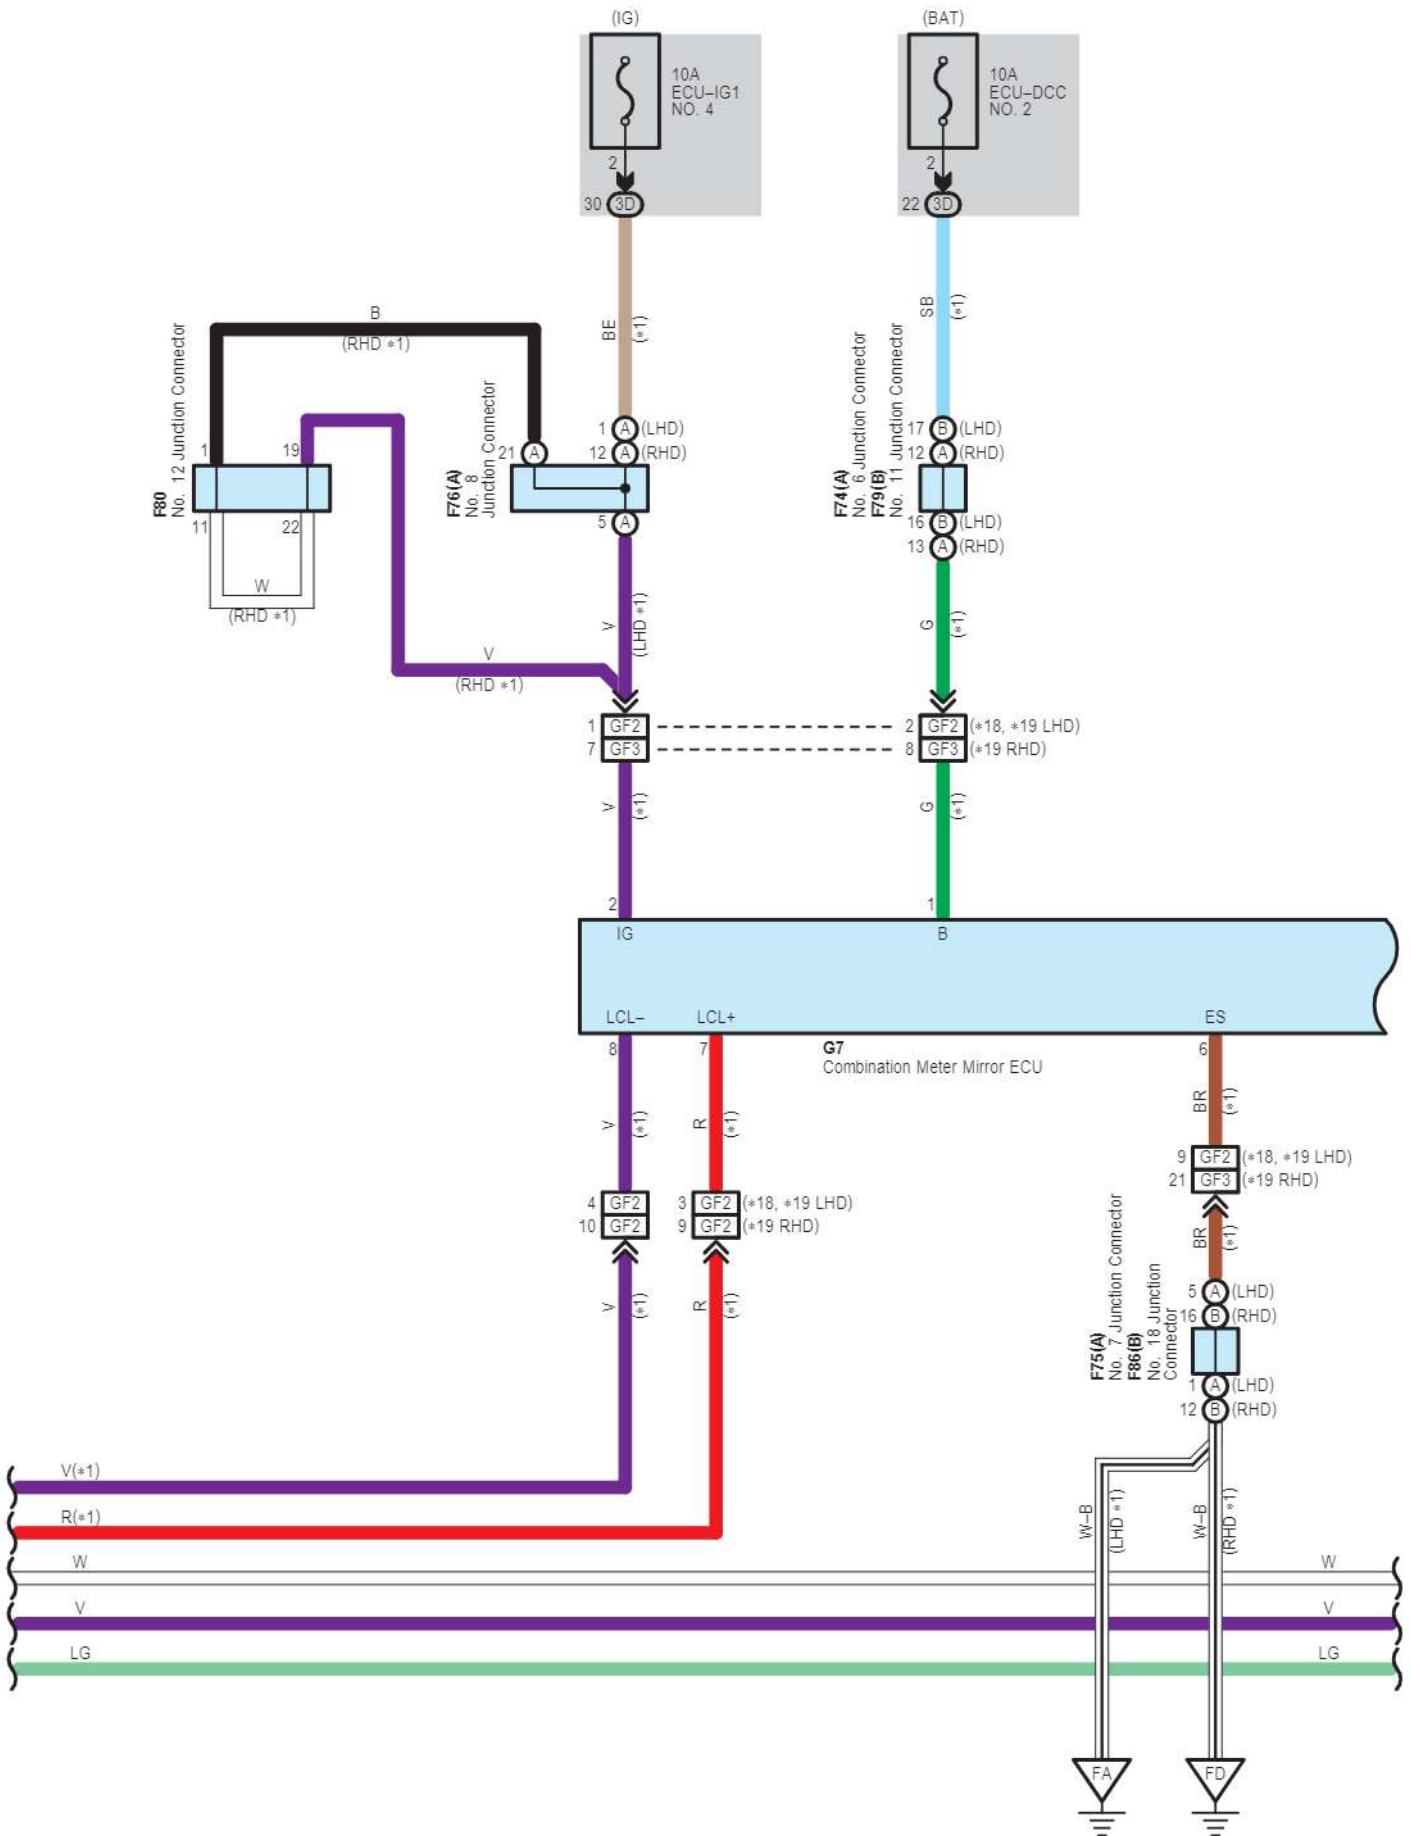 (IG)
(BAT)
10A
ECU–IG1
NO. 4
10A
ECU–DCC
NO. 2
2
2
30 3D
22 3D
B
(RHD *1)
BE
(*1)
SB
(*1)
F80
No. 12 Junction Connector
1
19
11
22
W
(RHD *1)
F76(A)
No. 8
Junction Connector
21 A
1 A (LHD)
12 A (RHD)
5 A
F74(A)
No. 6 Junction Connector
F79(B)
No. 11 Junction Connector
17 B (LHD)
12 A (RHD)
16 B (LHD)
13 A (RHD)
V
(LHD *1)
G
(*1)
V
(RHD *1)
1 GF2
2 GF2 (*18, *19 LHD)
7 GF3
8 GF3 (*19 RHD)
V
(*1)
G
(*1)
2
1
IG
B
LCL–
LCL+
ES
8
7
6
G7
Combination Meter Mirror ECU
V
(*1)
R
(*1)
BR
(*1)
9 GF2 (*18, *19 LHD)
21 GF3 (*19 RHD)
4 GF2
3 GF2 (*18, *19 LHD)
10 GF2
9 GF2 (*19 RHD)
BR
(*1)
V
(*1)
R
(*1)
F75(A)
No. 7 Junction Connector
F86(B)
No. 18 Junction
Connector
5 A (LHD)
16 B (RHD)
1 A (LHD)
12 B (RHD)
V(*1)
R(*1)
W–B
(LHD *1)
W–B
(RHD *1)
W
W
V
V
LG
LG
FA
FD